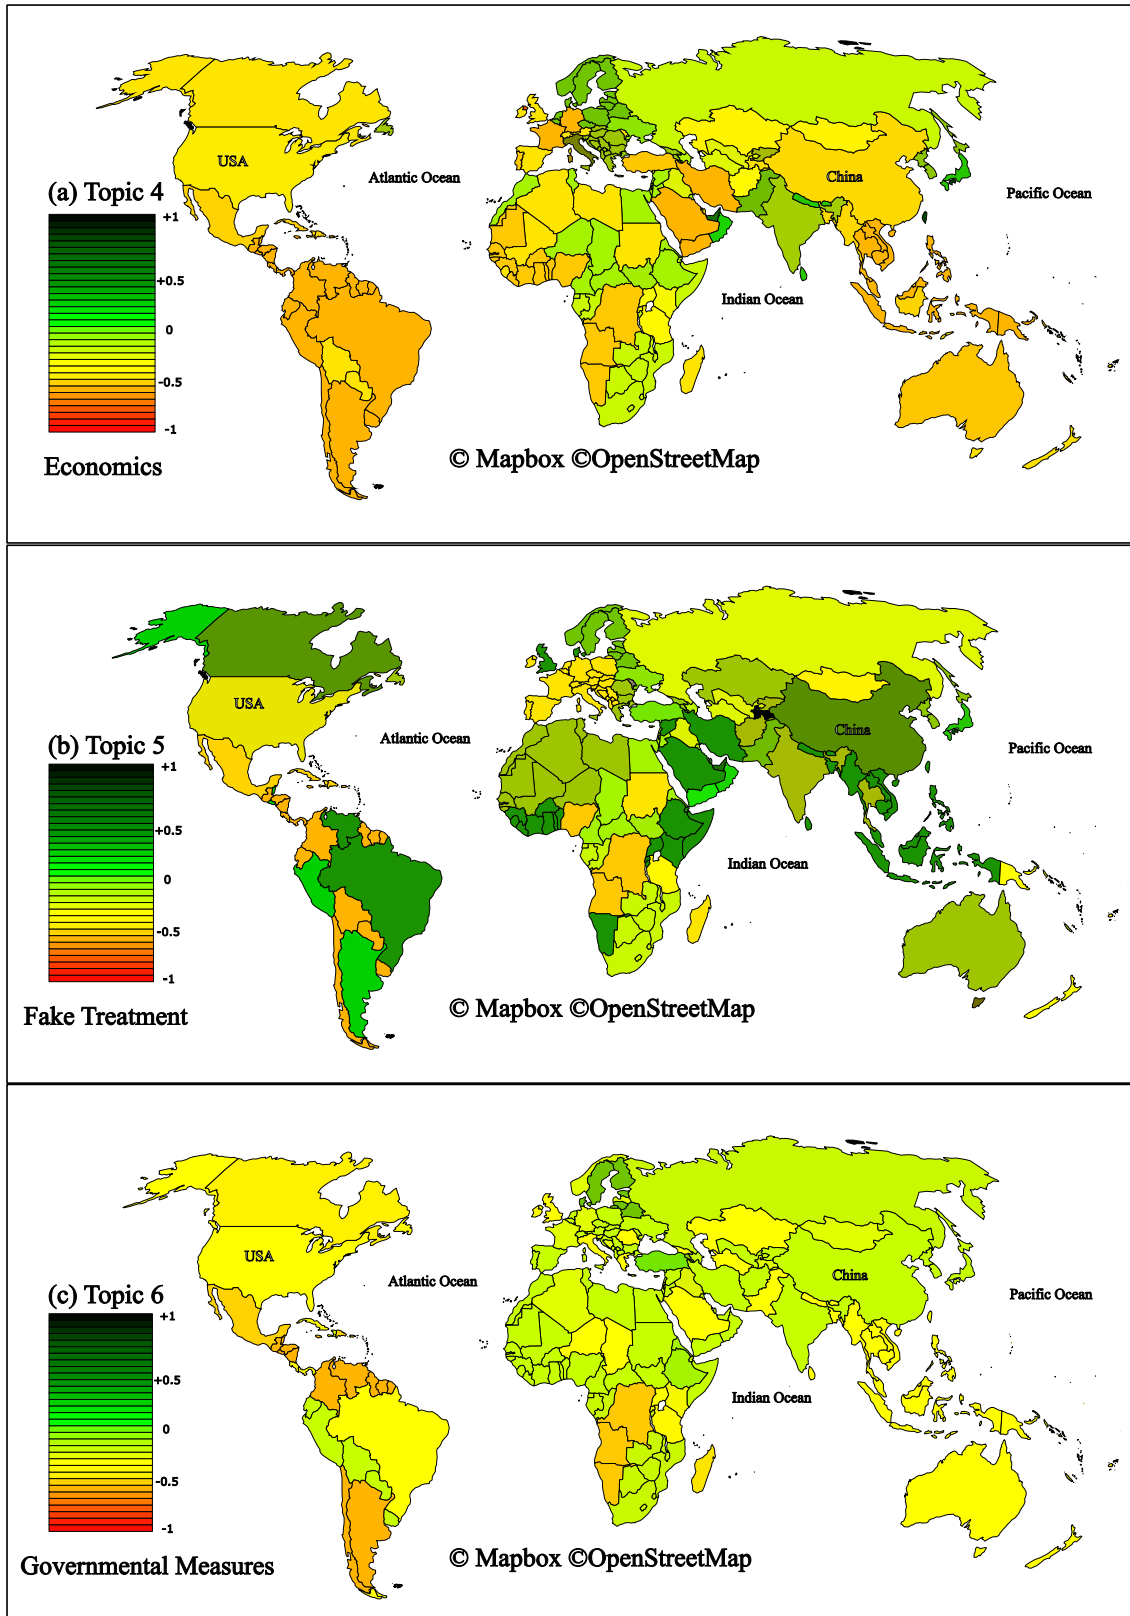 USA
China
Atlantic Ocean
Pacific Ocean
(a) Topic 4
+1
+0.5
Indian Ocean
0
-0.5
-1
Economics
© Mapbox ©OpenStreetMap
USA
China
Atlantic Ocean
Pacific Ocean
(b) Topic 5
+1
+0.5
Indian Ocean
0
-0.5
-1
Fake Treatment
© Mapbox ©OpenStreetMap
USA
China
Atlantic Ocean
Pacific Ocean
(c) Topic 6
+1
+0.5
Indian Ocean
0
-0.5
-1
Governmental Measures
© Mapbox ©OpenStreetMap